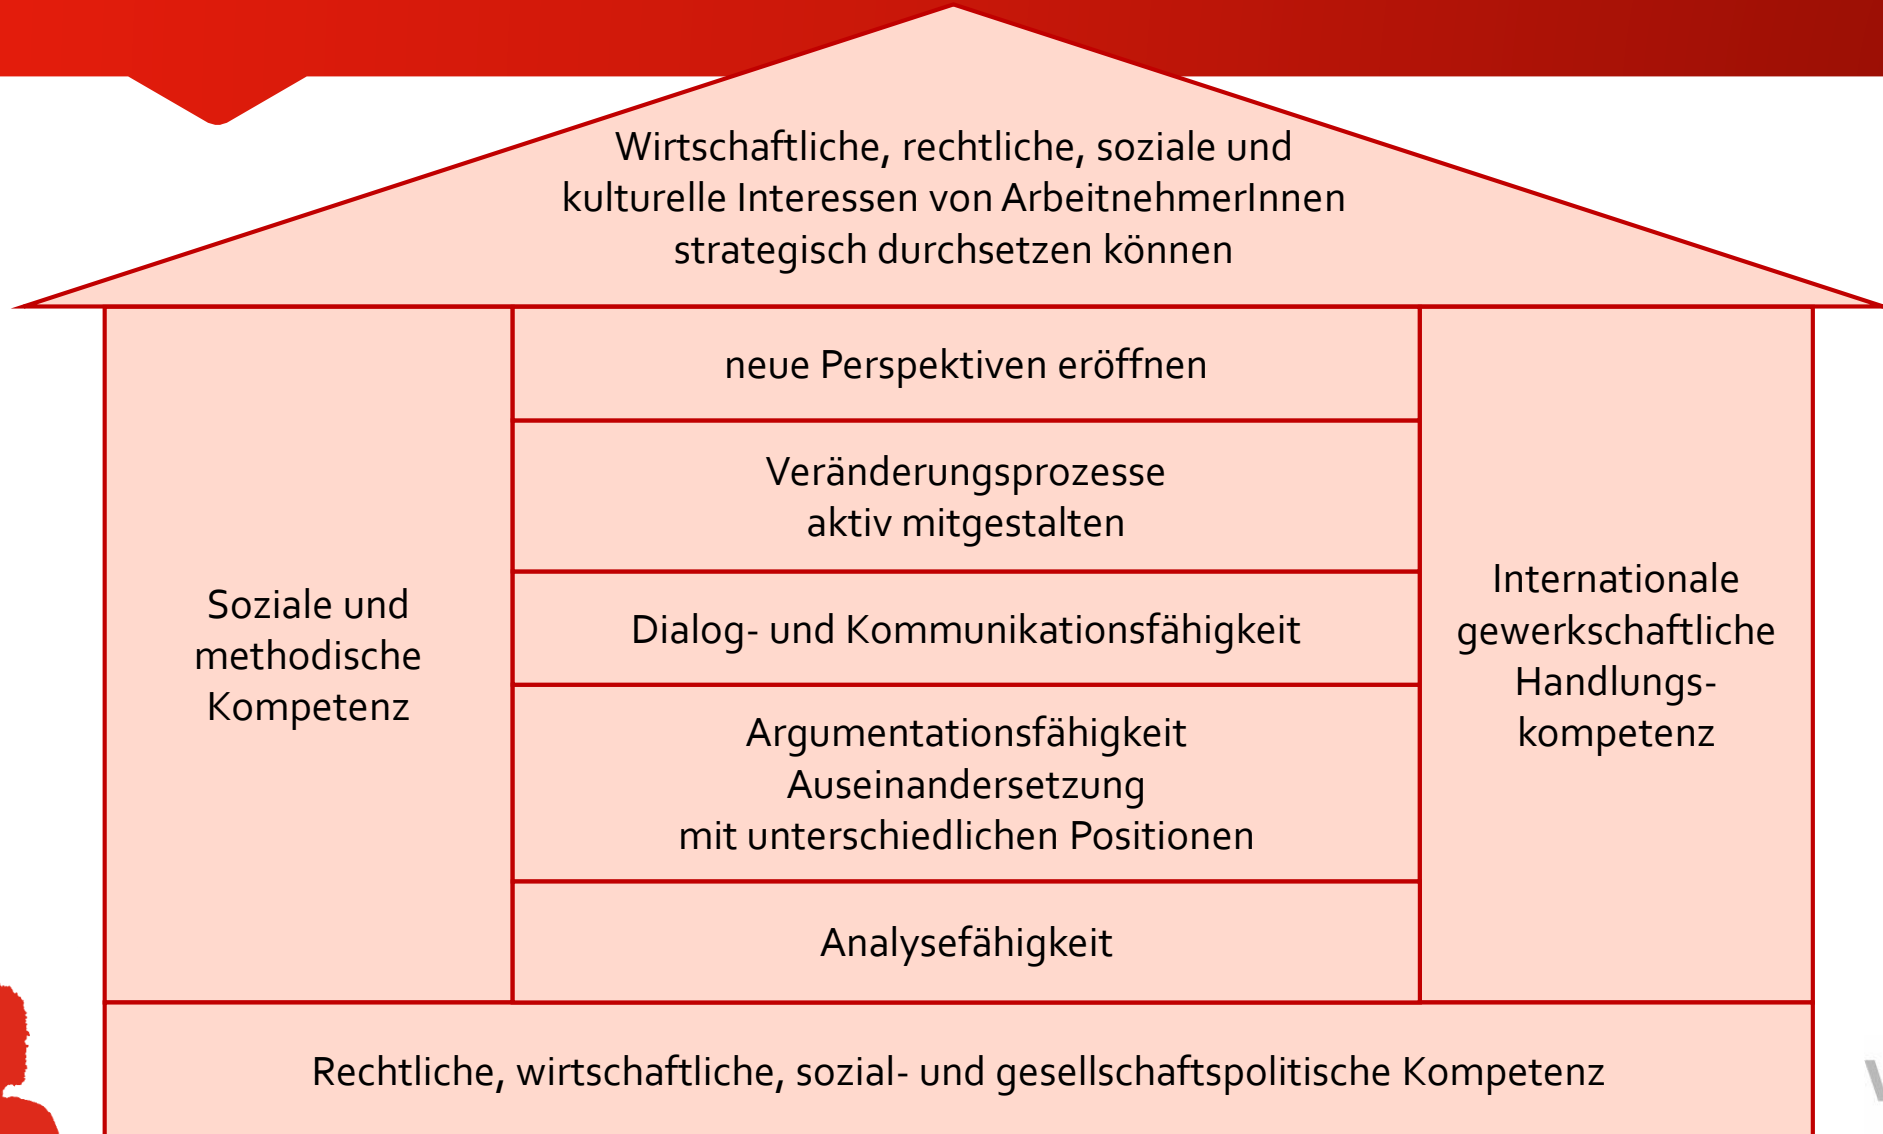 Wirtschaftliche, rechtliche, soziale und
kulturelle Interessen von ArbeitnehmerInnen
strategisch durchsetzen können
neue Perspektiven eröffnen
Veränderungsprozesse
aktiv mitgestalten
Soziale und
methodische
Kompetenz
Dialog- und Kommunikationsfähigkeit
Internationale
gewerkschaftliche
Handlungs-
kompetenz
Argumentationsfähigkeit
Auseinandersetzung
mit unterschiedlichen Positionen
Analysefähigkeit
Rechtliche, wirtschaftliche, sozial- und gesellschaftspolitische Kompetenz